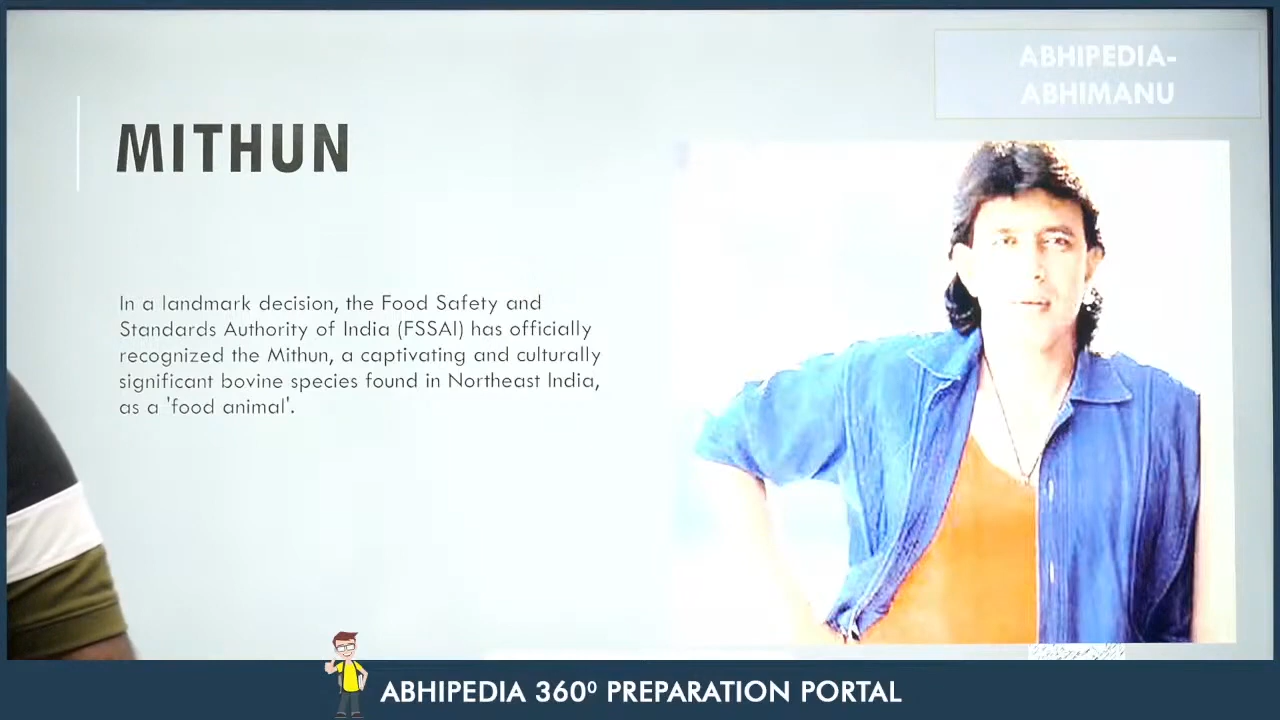 ABHIPEDIA-
ABHIMANU
MITHUN
In a landmark decision, the Food Safety and
Standards Authority of India (FSSAI) has officially
recognized the Mithun, a captivating and culturally
significant bovine species found in Northeast India,
as a 'food animal'.
ABHIPEDIA 360⁰ PREPARATION PORTAL